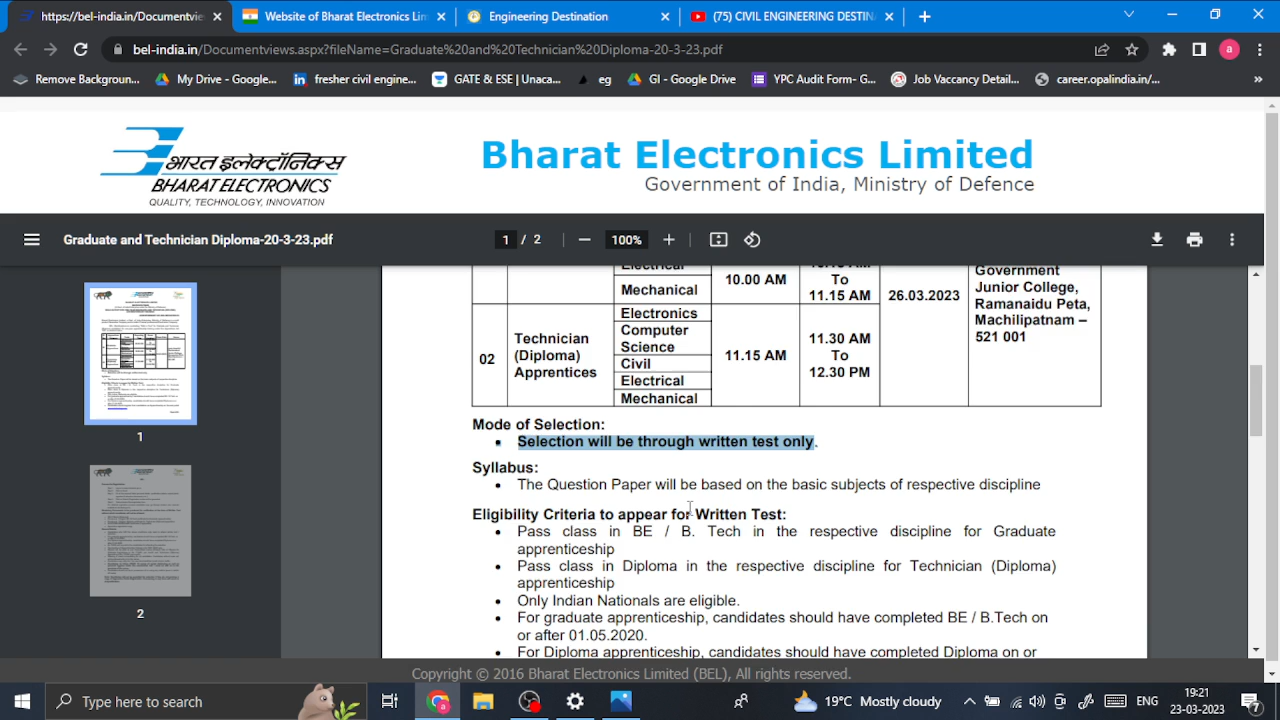 https://bel-india.in/Documentvie
Website of Bharat Electronics Lim
Engineering Destination
(75) CIVIL ENGINEERING DESTIN
bel-india.in/Documentviews.aspx?fileName=Graduate%20and%20Technician%20Diploma-20-3-23.pdf
a
Remove Backgroun...
My Drive - Google...
fresher civil engine...
GATE & ESE | Unaca...
eg
GI - Google Drive
YPC Audit Form- G...
Job Vaccancy Detail...
career.opalindia.in/...
भारत इलेक्ट्रॉनिक्स
BHARAT ELECTRONICS
QUALITY, TECHNOLOGY, INNOVATION
Bharat Electronics Limited
Government of India, Ministry of Defence
Graduate and Technician Diploma-20-3-23.pdf
1 / 2
100%
Electrical
Mechanical
10.00 AM
To
11.15 AM
26.03.2023
Government
Junior College,
Ramanaidu Peta,
Machilipatnam –
521 001
02
Technician
(Diploma)
Apprentices
Electronics
Computer
Science
Civil
Electrical
Mechanical
11.15 AM
11.30 AM
To
12.30 PM
Mode of Selection:
• Selection will be through written test only.
Syllabus:
• The Question Paper will be based on the basic subjects of respective discipline
Eligibility Criteria to appear for Written Test:
• Pass class in BE / B. Tech in the respective discipline for Graduate
apprenticeship
• Pass class in Diploma in the respective discipline for Technician (Diploma)
apprenticeship
• Only Indian Nationals are eligible.
• For graduate apprenticeship, candidates should have completed BE / B.Tech on
or after 01.05.2020.
• For Diploma apprenticeship, candidates should have completed Diploma on or
1
2
Copyright © 2016 Bharat Electronics Limited (BEL), All rights reserved.
Type here to search
19°C Mostly cloudy
ENG
19:21
23-03-2023
7